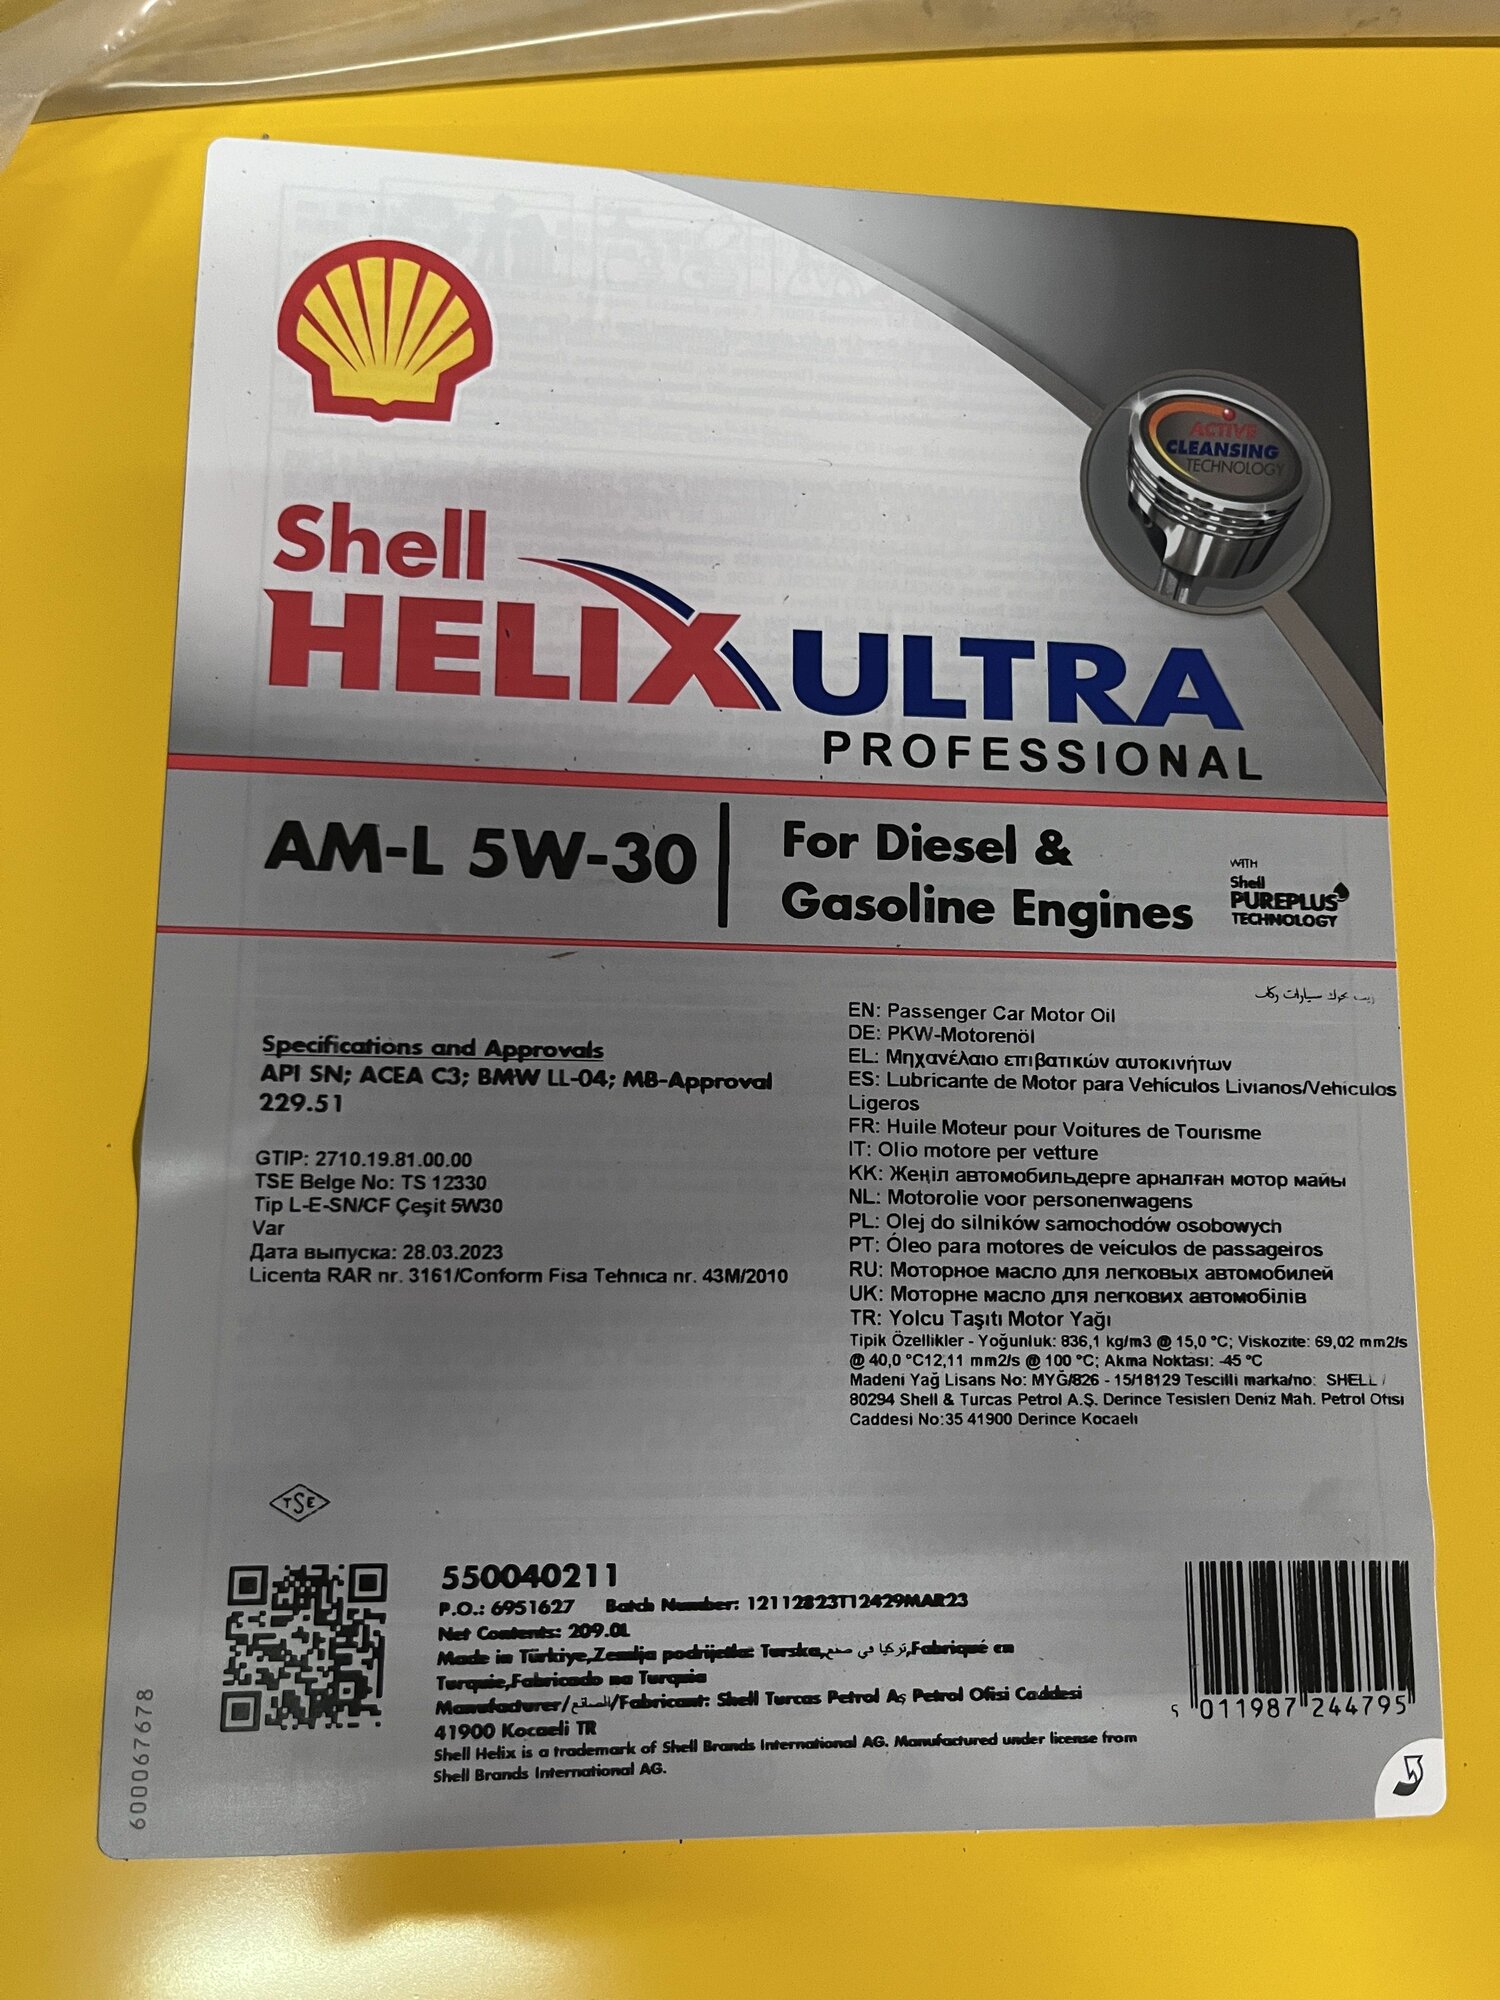 ACTIVE
CLEANSING
TECHNOLOGY
Shell
HELIX ULTRA
PROFESSIONAL
AM-L 5W-30
For Diesel &
Gasoline Engines
WITH
Shell
PUREPLUS
TECHNOLOGY
Specifications and Approvals
API SN; ACEA C3; BMW LL-04; MB-Approval
229.51
GTIP: 2710.19.81.00.00
TSE Belge No: TS 12330
Tip L-E-SN/CF Çeşit 5W30
Var
Дата выпуска: 28.03.2023
Licenta RAR nr. 3161/Conform Fisa Tehnica nr. 43M/2010
سيارات ركاب
EN: Passenger Car Motor Oil
DE: PKW-Motorenöl
EL: Μηχανέλαιο επιβατικών αυτοκινήτων
ES: Lubricante de Motor para Vehículos Livianos/Vehiculos
Ligeros
FR: Huile Moteur pour Voitures de Tourisme
IT: Olio motore per vetture
KK: Жеңіл автомобильдерге арналған мотор майы
NL: Motorolie voor personenwagens
PL: Olej do silników samochodów osobowych
PT: Óleo para motores de veículos de passageiros
RU: Моторное масло для легковых автомобилей
UK: Моторне масло для легкових автомобілів
TR: Yolcu Taşıtı Motor Yağı
Tipik Özellikler - Yoğunluk: 836,1 kg/m3 @ 15,0 °C; Viskozite: 69,02 mm2/s
@ 40,0 °C12,11 mm2/s @ 100 °C; Akma Noktası: -45 °C
Madeni Yağ Lisans No: MYĞ/826 - 15/18129 Tescilli marka/no: SHELL /
80294 Shell & Turcas Petrol A.Ş. Derince Tesisleri Deniz Mah. Petrol Ofisi
Caddesi No:35 41900 Derince Kocaeli
TSE
550040211
P.O.: 6951627 Batch Number: 12112823T12429MAR23
Net Contents: 209.0L
Made in Türkiye,Zemlja podrijetla: Turska,تركيا في صنع,Fabriqué en
Turquie,Fabricado na Turquia
Manufacturer/الصانع/Fabricant: Shell Turcas Petrol Aş Petrol Ofisi Caddesi
41900 Kocaeli TR
Shell Helix is a trademark of Shell Brands International AG. Manufactured under license from
Shell Brands International AG.
5 011987 244795
600067678